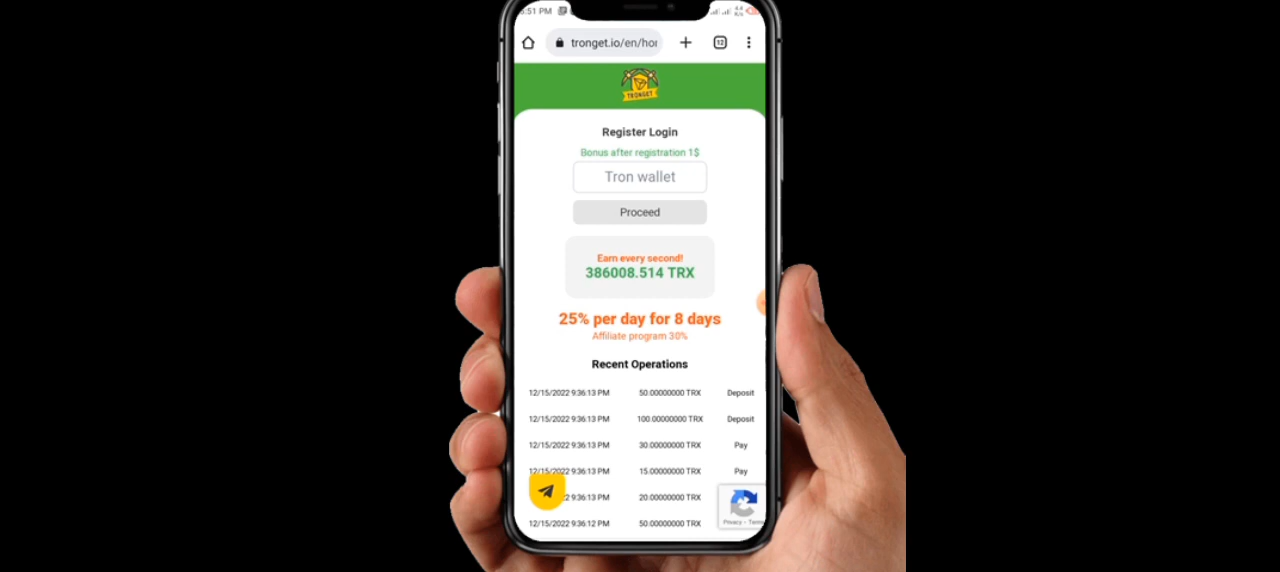 :51 PM
12
tronget.io/en/hor
TRONGET
Register Login
Bonus after registration 1$
Tron wallet
Proceed
Earn every second!
386008.514 TRX
25% per day for 8 days
Affiliate program 30%
Recent Operations
12/15/2022 9:36:13 PM 50.00000000 TRX Deposit
12/15/2022 9:36:13 PM 100.00000000 TRX Deposit
12/15/2022 9:36:13 PM 30.00000000 TRX Pay
12/15/2022 9:36:13 PM 15.00000000 TRX Pay
2 9:36:13 PM 20.00000000 TRX
12/15/2022 9:36:12 PM 50.00000000 TRX
Privacy - Terms